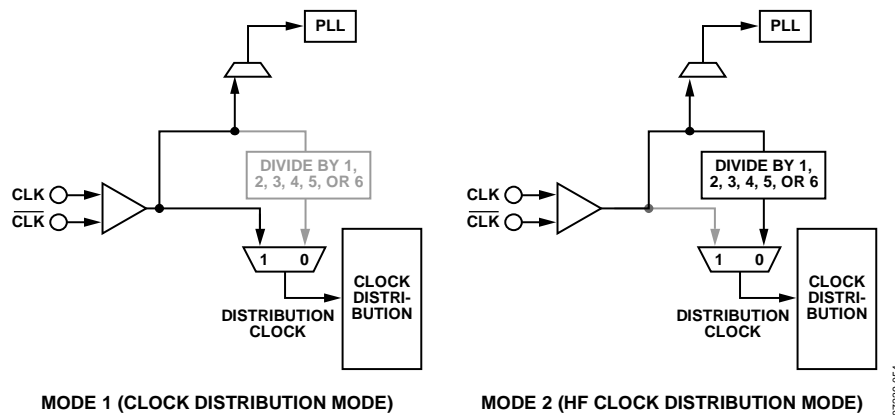 PLL
DIVIDE BY 1,
2, 3, 4, 5, OR 6
CLK
C̅L̅K̅
1 0
DISTRIBUTION
CLOCK
CLOCK
DISTRI-
BUTION
MODE 1 (CLOCK DISTRIBUTION MODE)
PLL
DIVIDE BY 1,
2, 3, 4, 5, OR 6
CLK
C̅L̅K̅
1 0
DISTRIBUTION
CLOCK
CLOCK
DISTRI-
BUTION
MODE 2 (HF CLOCK DISTRIBUTION MODE)